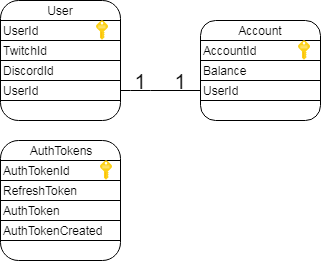 User
UserId
TwitchId
DiscordId
UserId
1 1
Account
AccountId
Balance
UserId
AuthTokens
AuthTokenId
RefreshToken
AuthToken
AuthTokenCreated